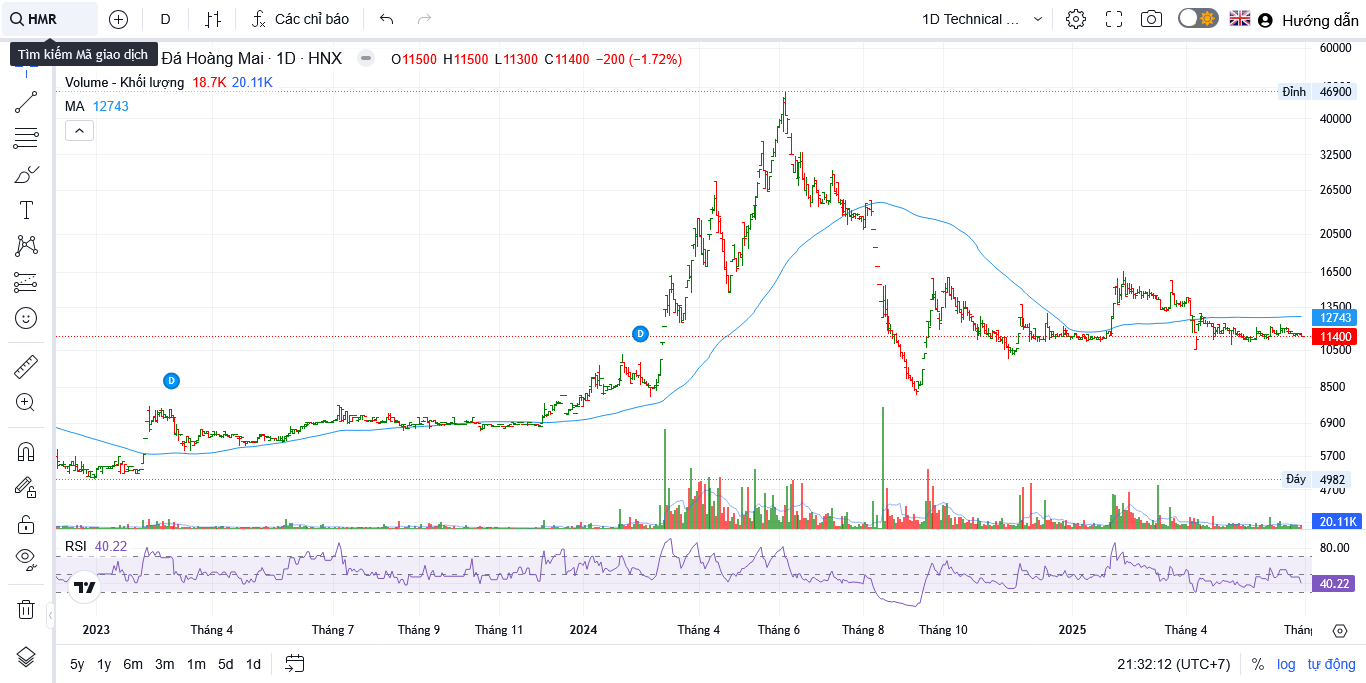 HMR
D
Các chỉ báo
1D Technical ...
Hướng dẫn
Tìm kiếm Mã giao dịch
Đá Hoàng Mai · 1D · HNX
O11500 H11500 L11300 C11400 −200 (−1.72%)
Volume - Khối lượng 18.7K 20.11K
MA 12743
60000
Đỉnh 46900
40000
32500
26500
20500
16500
13500
12743
11400
10500
8500
6900
5700
Đáy 4982
4700
20.11K
D
D
RSI 40.22
80.00
40.22
2023 Tháng 4 Tháng 7 Tháng 9 Tháng 11 2024 Tháng 4 Tháng 6 Tháng 8 Tháng 10 2025 Tháng 4 Thán
5y 1y 6m 3m 1m 5d 1d
21:32:12 (UTC+7) % log tự động